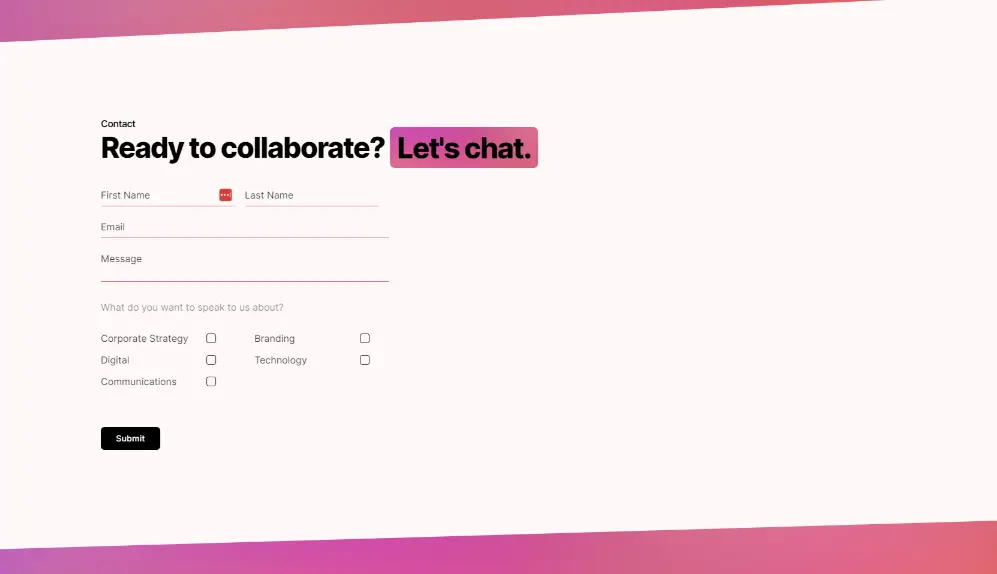 Contact
Ready to collaborate? Let's chat.
First Name Last Name
Email
Message
What do you want to speak to us about?
Corporate Strategy Branding
Digital Technology
Communications
Submit